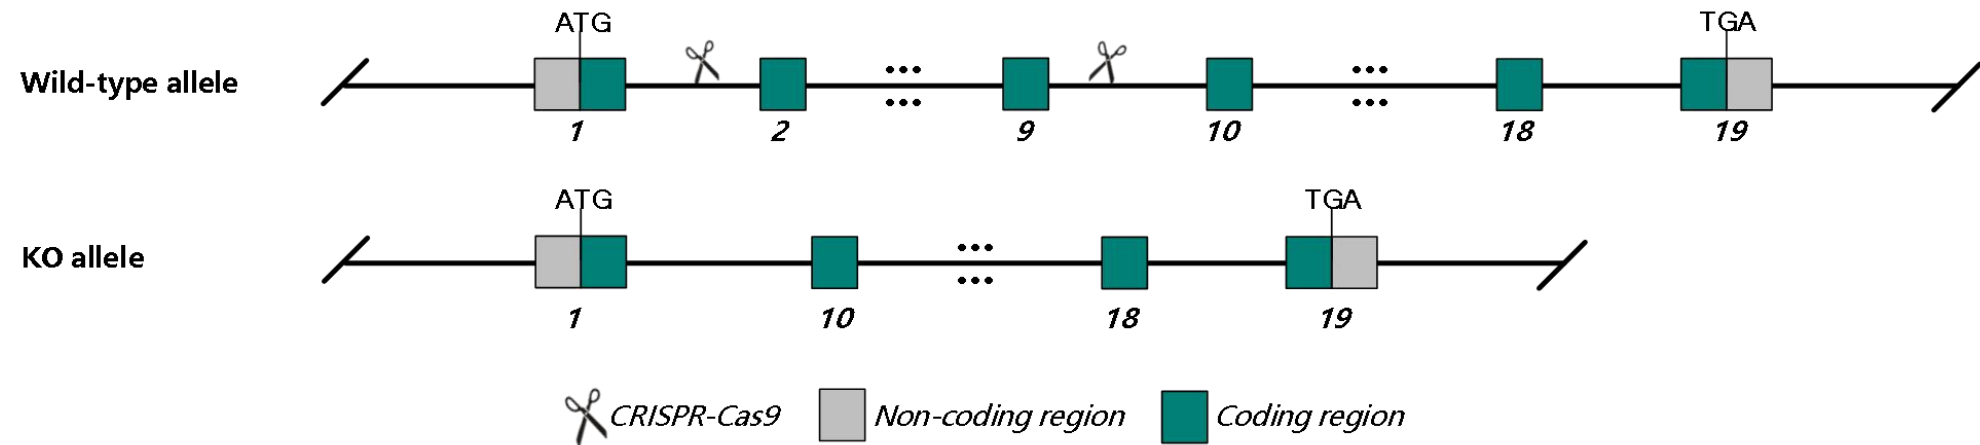 ATG TGA
Wild-type allele
1 2 9 10 18 19
ATG TGA
KO allele
1 10 18 19
CRISPR-Cas9 Non-coding region Coding region